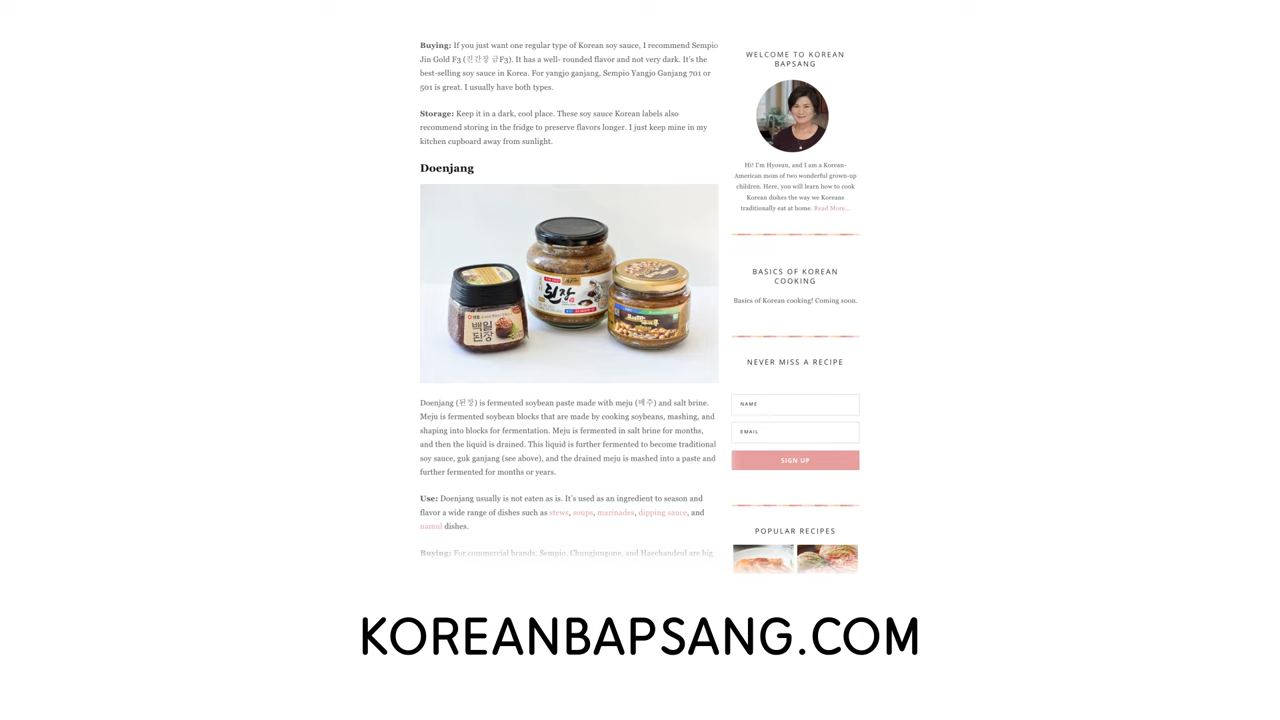 Buying: If you just want one regular type of Korean soy sauce, I recommend Sempio
Jin Gold F3 (진간장 금F3). It has a well- rounded flavor and not very dark. It's the
best-selling soy sauce in Korea. For yangjo ganjang, Sempio Yangjo Ganjang 701 or
501 is great. I usually have both types.
Storage: Keep it in a dark, cool place. These soy sauce Korean labels also
recommend storing in the fridge to preserve flavors longer. I just keep mine in my
kitchen cupboard away from sunlight.
Doenjang
된장
백일
된장
Doenjang (된장) is fermented soybean paste made with meju (메주) and salt brine.
Meju is fermented soybean blocks that are made by cooking soybeans, mashing, and
shaping into blocks for fermentation. Meju is fermented in salt brine for months,
and then the liquid is drained. This liquid is further fermented to become traditional
soy sauce, guk ganjang (see above), and the drained meju is mashed into a paste and
further fermented for months or years.
Use: Doenjang usually is not eaten as is. It's used as an ingredient to season and
flavor a wide range of dishes such as stews, soups, marinades, dipping sauce, and
namul dishes.
Buying: For commercial brands, Sempio, Chungjungone, and Haechandeul are big
WELCOME TO KOREAN
BAPSANG
Hi! I'm Hyosun, and I am a Korean-
American mom of two wonderful grown-up
children. Here, you will learn how to cook
Korean dishes the way we Koreans
traditionally eat at home. Read More…
BASICS OF KOREAN
COOKING
Basics of Korean cooking! Coming soon.
NEVER MISS A RECIPE
NAME
EMAIL
SIGN UP
POPULAR RECIPES
KOREANBAPSANG.COM